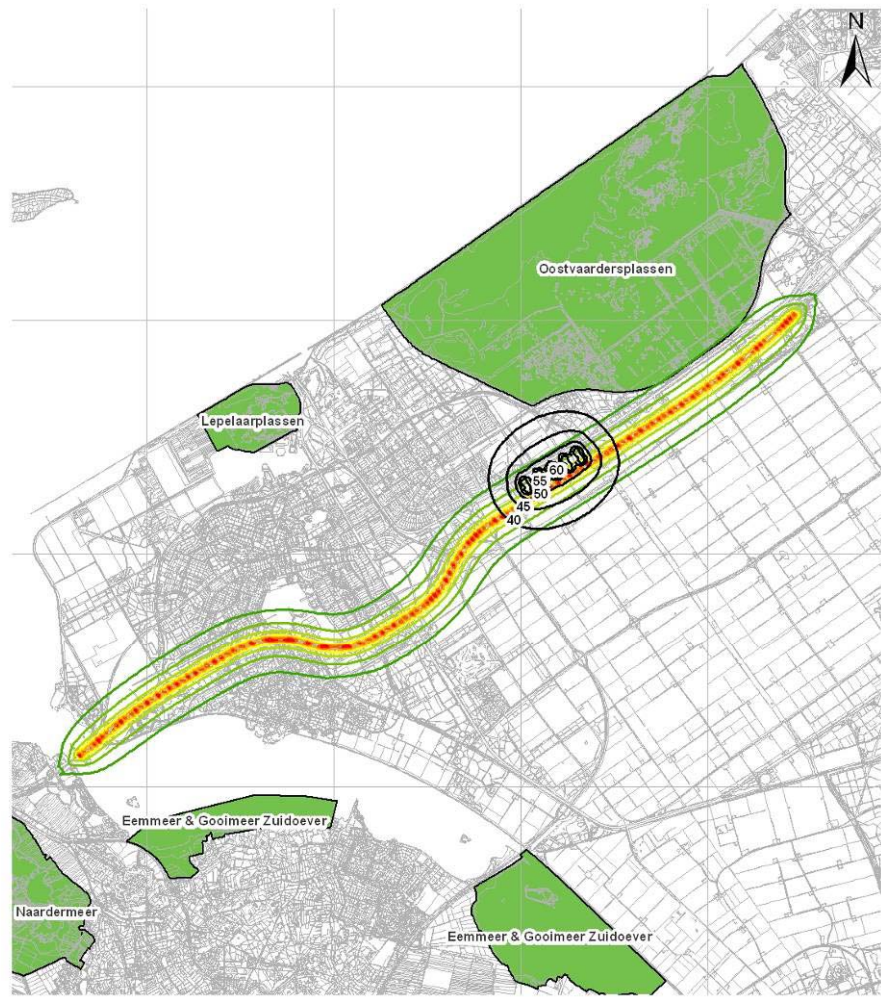 N
Oostvaardersplassen
Lepelaarplassen
60
55
50
45
40
Eemmeer & Gooimeer Zuidoever
Naardermeer
Eemmeer & Gooimeer Zuidoever